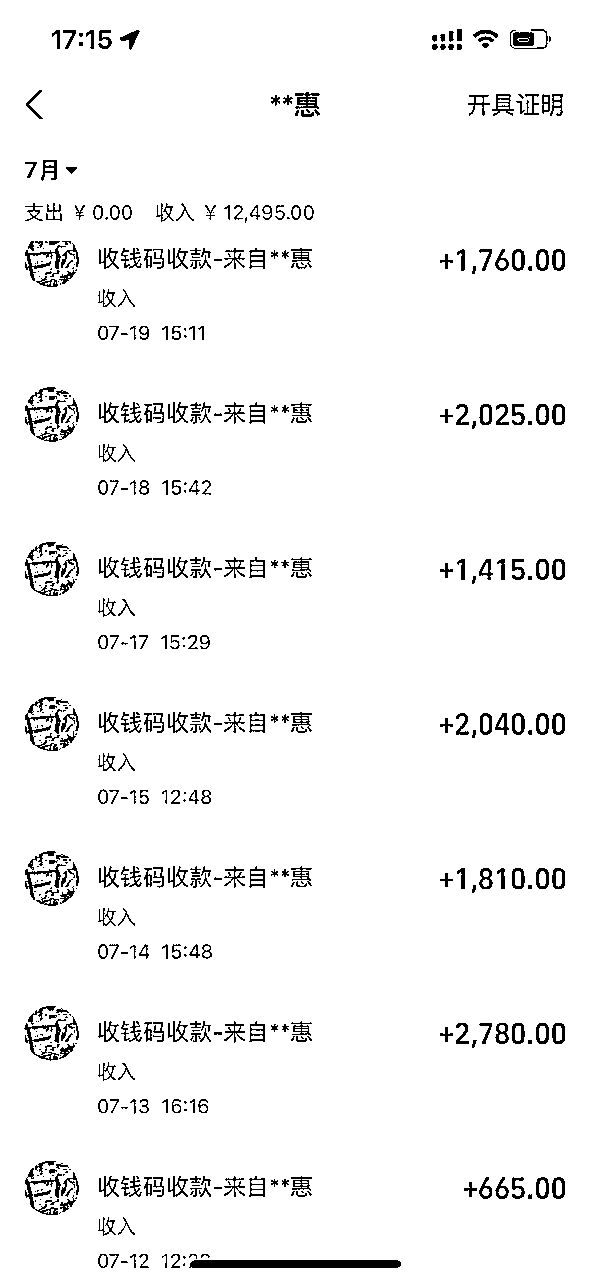 17:15
**惠
开具证明
7月
支出 ¥ 0.00 收入 ¥ 12,495.00
收钱码收款-来自**惠 +1,760.00
收入
07-19 15:11
收钱码收款-来自**惠 +2,025.00
收入
07-18 15:42
收钱码收款-来自**惠 +1,415.00
收入
07-17 15:29
收钱码收款-来自**惠 +2,040.00
收入
07-15 12:48
收钱码收款-来自**惠 +1,810.00
收入
07-14 15:48
收钱码收款-来自**惠 +2,780.00
收入
07-13 16:16
收钱码收款-来自**惠 +665.00
收入
07-12